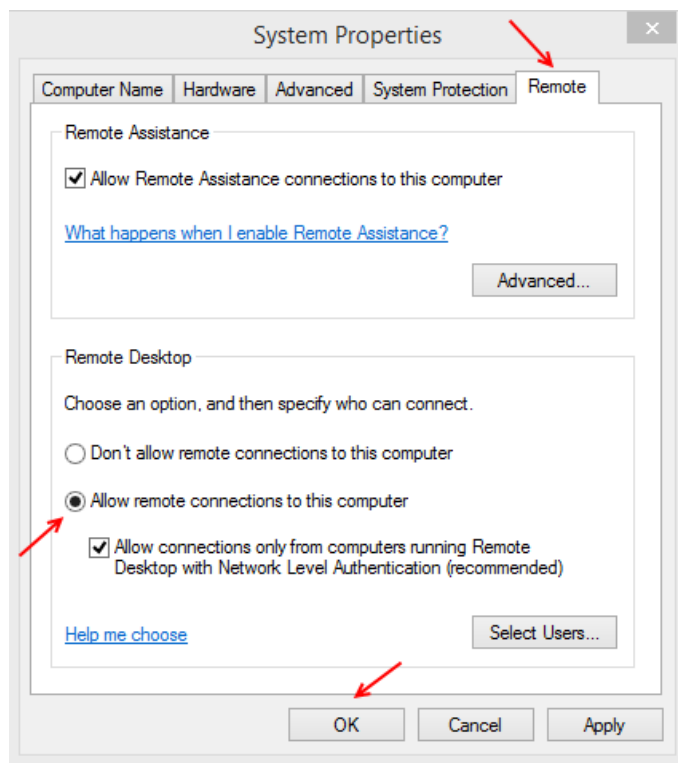 System Properties
Computer Name Hardware Advanced System Protection Remote
Remote Assistance
Allow Remote Assistance connections to this computer
What happens when I enable Remote Assistance?
Advanced...
Remote Desktop
Choose an option, and then specify who can connect.
Don't allow remote connections to this computer
Allow remote connections to this computer
Allow connections only from computers running Remote
Desktop with Network Level Authentication (recommended)
Help me choose
Select Users...
OK Cancel Apply